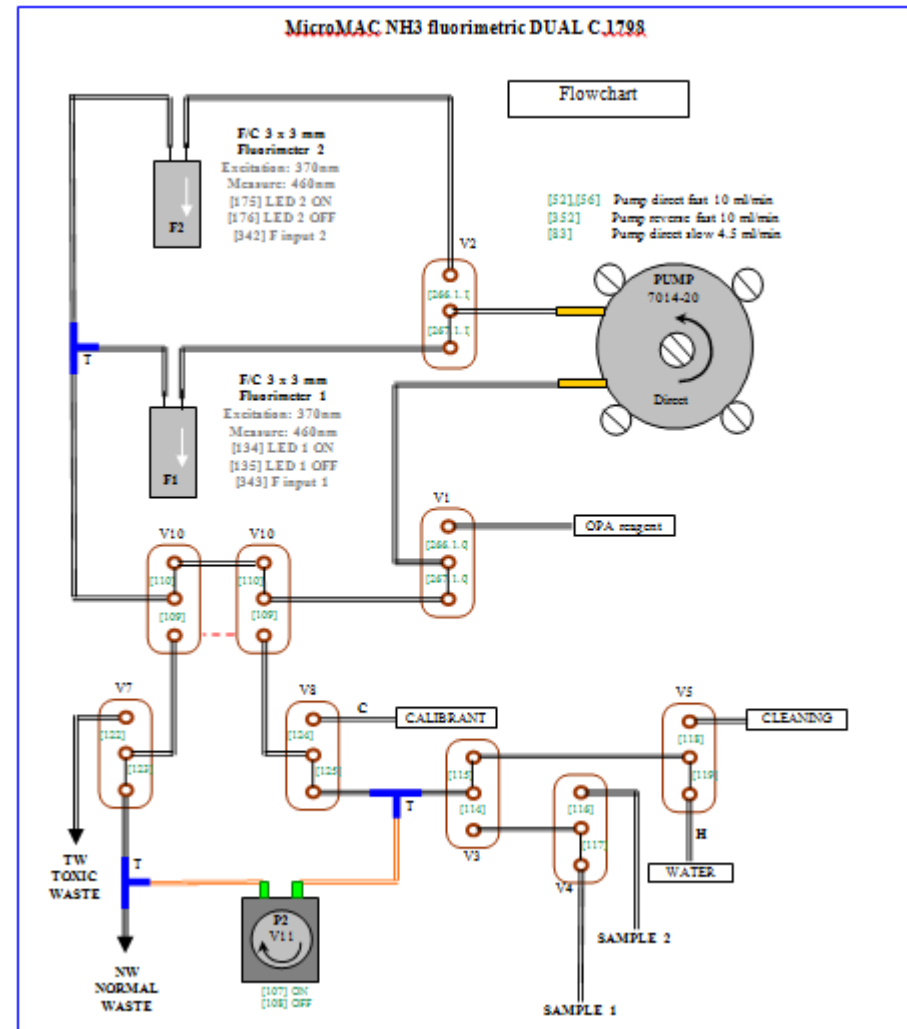 MicroMAC NH3 fluorimetric DUAL C.1798
Flowchart
F/C 3 x 3 mm
Fluorimeter 2
Excitation: 370nm
Measure: 460nm
[175] LED 2 ON
[176] LED 2 OFF
[342] F input 2
F2
[52],[56] Pump direct fast 10 ml/min
[352] Pump reverse fast 10 ml/min
[83] Pump direct slow 4.5 ml/min
V2
[266.1.1]
[267.1.1]
PUMP
7014-20
Direct
T
F/C 3 x 3 mm
Fluorimeter 1
Excitation: 370nm
Measure: 460nm
[134] LED 1 ON
[135] LED 1 OFF
[343] F input 1
F1
V1
OPA reagent
[266.1.0]
[267.1.0]
V10
[110]
[109]
V10
[110]
[109]
V7
[122]
[123]
V8
C
CALIBRANT
[124]
[125]
V5
CLEANING
[118]
[119]
H
WATER
[115]
[114]
V3
[116]
[117]
V4
T
T
TW
TOXIC
WASTE
P2
V11
[107] ON
[108] OFF
NW
NORMAL
WASTE
SAMPLE 2
SAMPLE 1